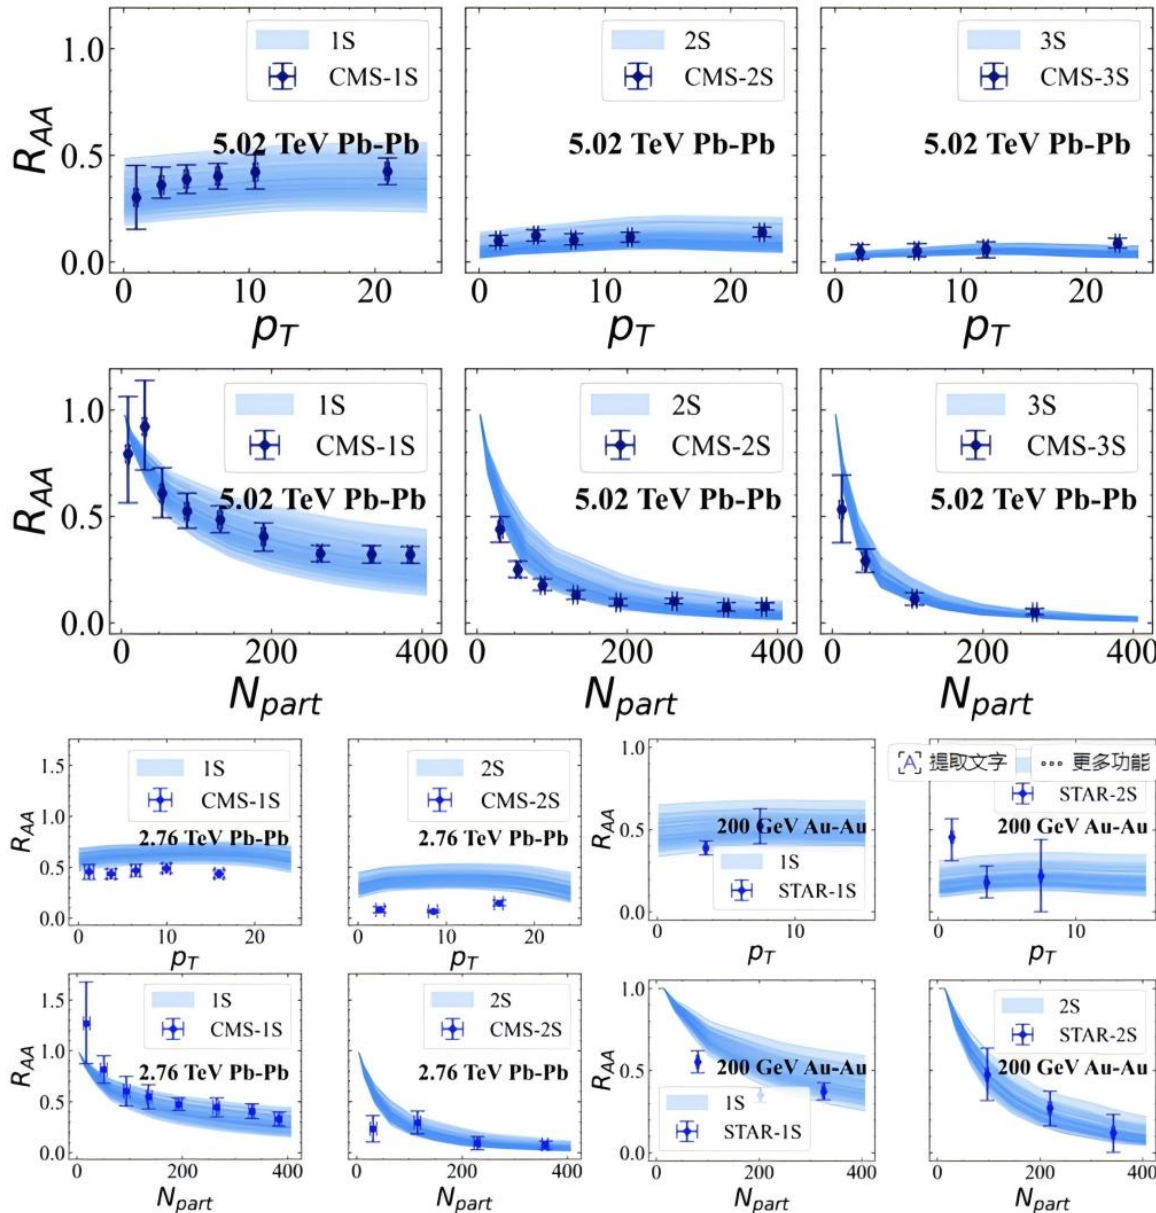 1S
CMS-1S
5.02 TeV Pb-Pb
R_AA
1.0
0.5
0.0
0 10 20
p_T
2S
CMS-2S
5.02 TeV Pb-Pb
0 10 20
p_T
3S
CMS-3S
5.02 TeV Pb-Pb
0 10 20
p_T
1S
CMS-1S
5.02 TeV Pb-Pb
R_AA
1.0
0.5
0.0
0 200 400
N_part
2S
CMS-2S
5.02 TeV Pb-Pb
0 200 400
N_part
3S
CMS-3S
5.02 TeV Pb-Pb
0 200 400
N_part
1S
CMS-1S
2.76 TeV Pb-Pb
R_AA
1.5
1.0
0.5
0.0
0 10 20
p_T
2S
CMS-2S
2.76 TeV Pb-Pb
0 10 20
p_T
R_AA
1.0
0.5
0.0
200 GeV Au-Au
1S
STAR-1S
0 10
p_T
提取文字
更多功能
STAR-2S
200 GeV Au-Au
0 10
p_T
1S
CMS-1S
2.76 TeV Pb-Pb
R_AA
1.5
1.0
0.5
0.0
0 200 400
N_part
2S
CMS-2S
2.76 TeV Pb-Pb
0 200 400
N_part
R_AA
1.0
0.5
0.0
200 GeV Au-Au
1S
STAR-1S
0 200 400
N_part
2S
STAR-2S
200 GeV Au-Au
0 200 400
N_part